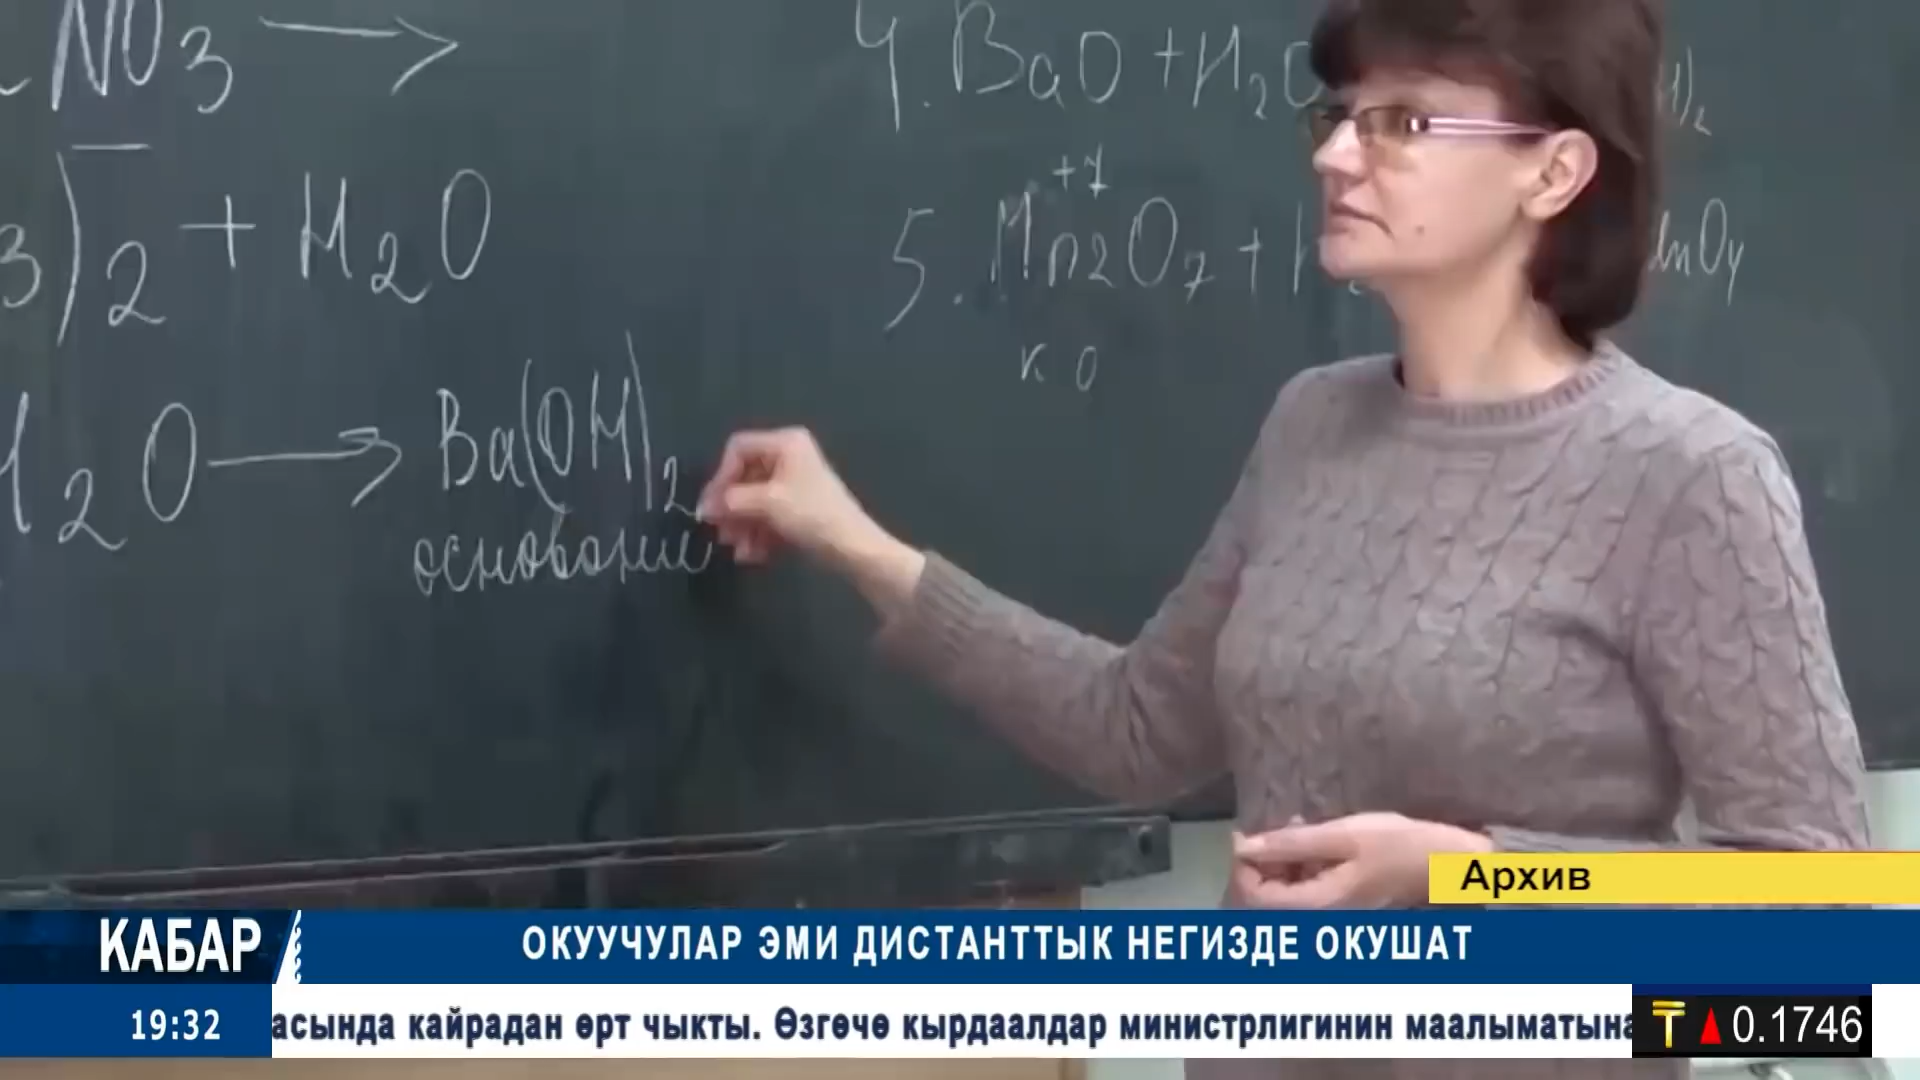 NO3 →
3)2 + H2O
H2O → Ba(OH)2
основание
4. BaO + H2O
+7
5. Mn2O7 +
к о
Архив
КАБАР
ОКУУЧУЛАР ЭМИ ДИСТАНТТЫК НЕГИЗДЕ ОКУШАТ
19:32
асында кайрадан өрт чыкты. Өзгөчө кырдаалдар министрлигинин маалыматына
₸ ▲ 0.1746